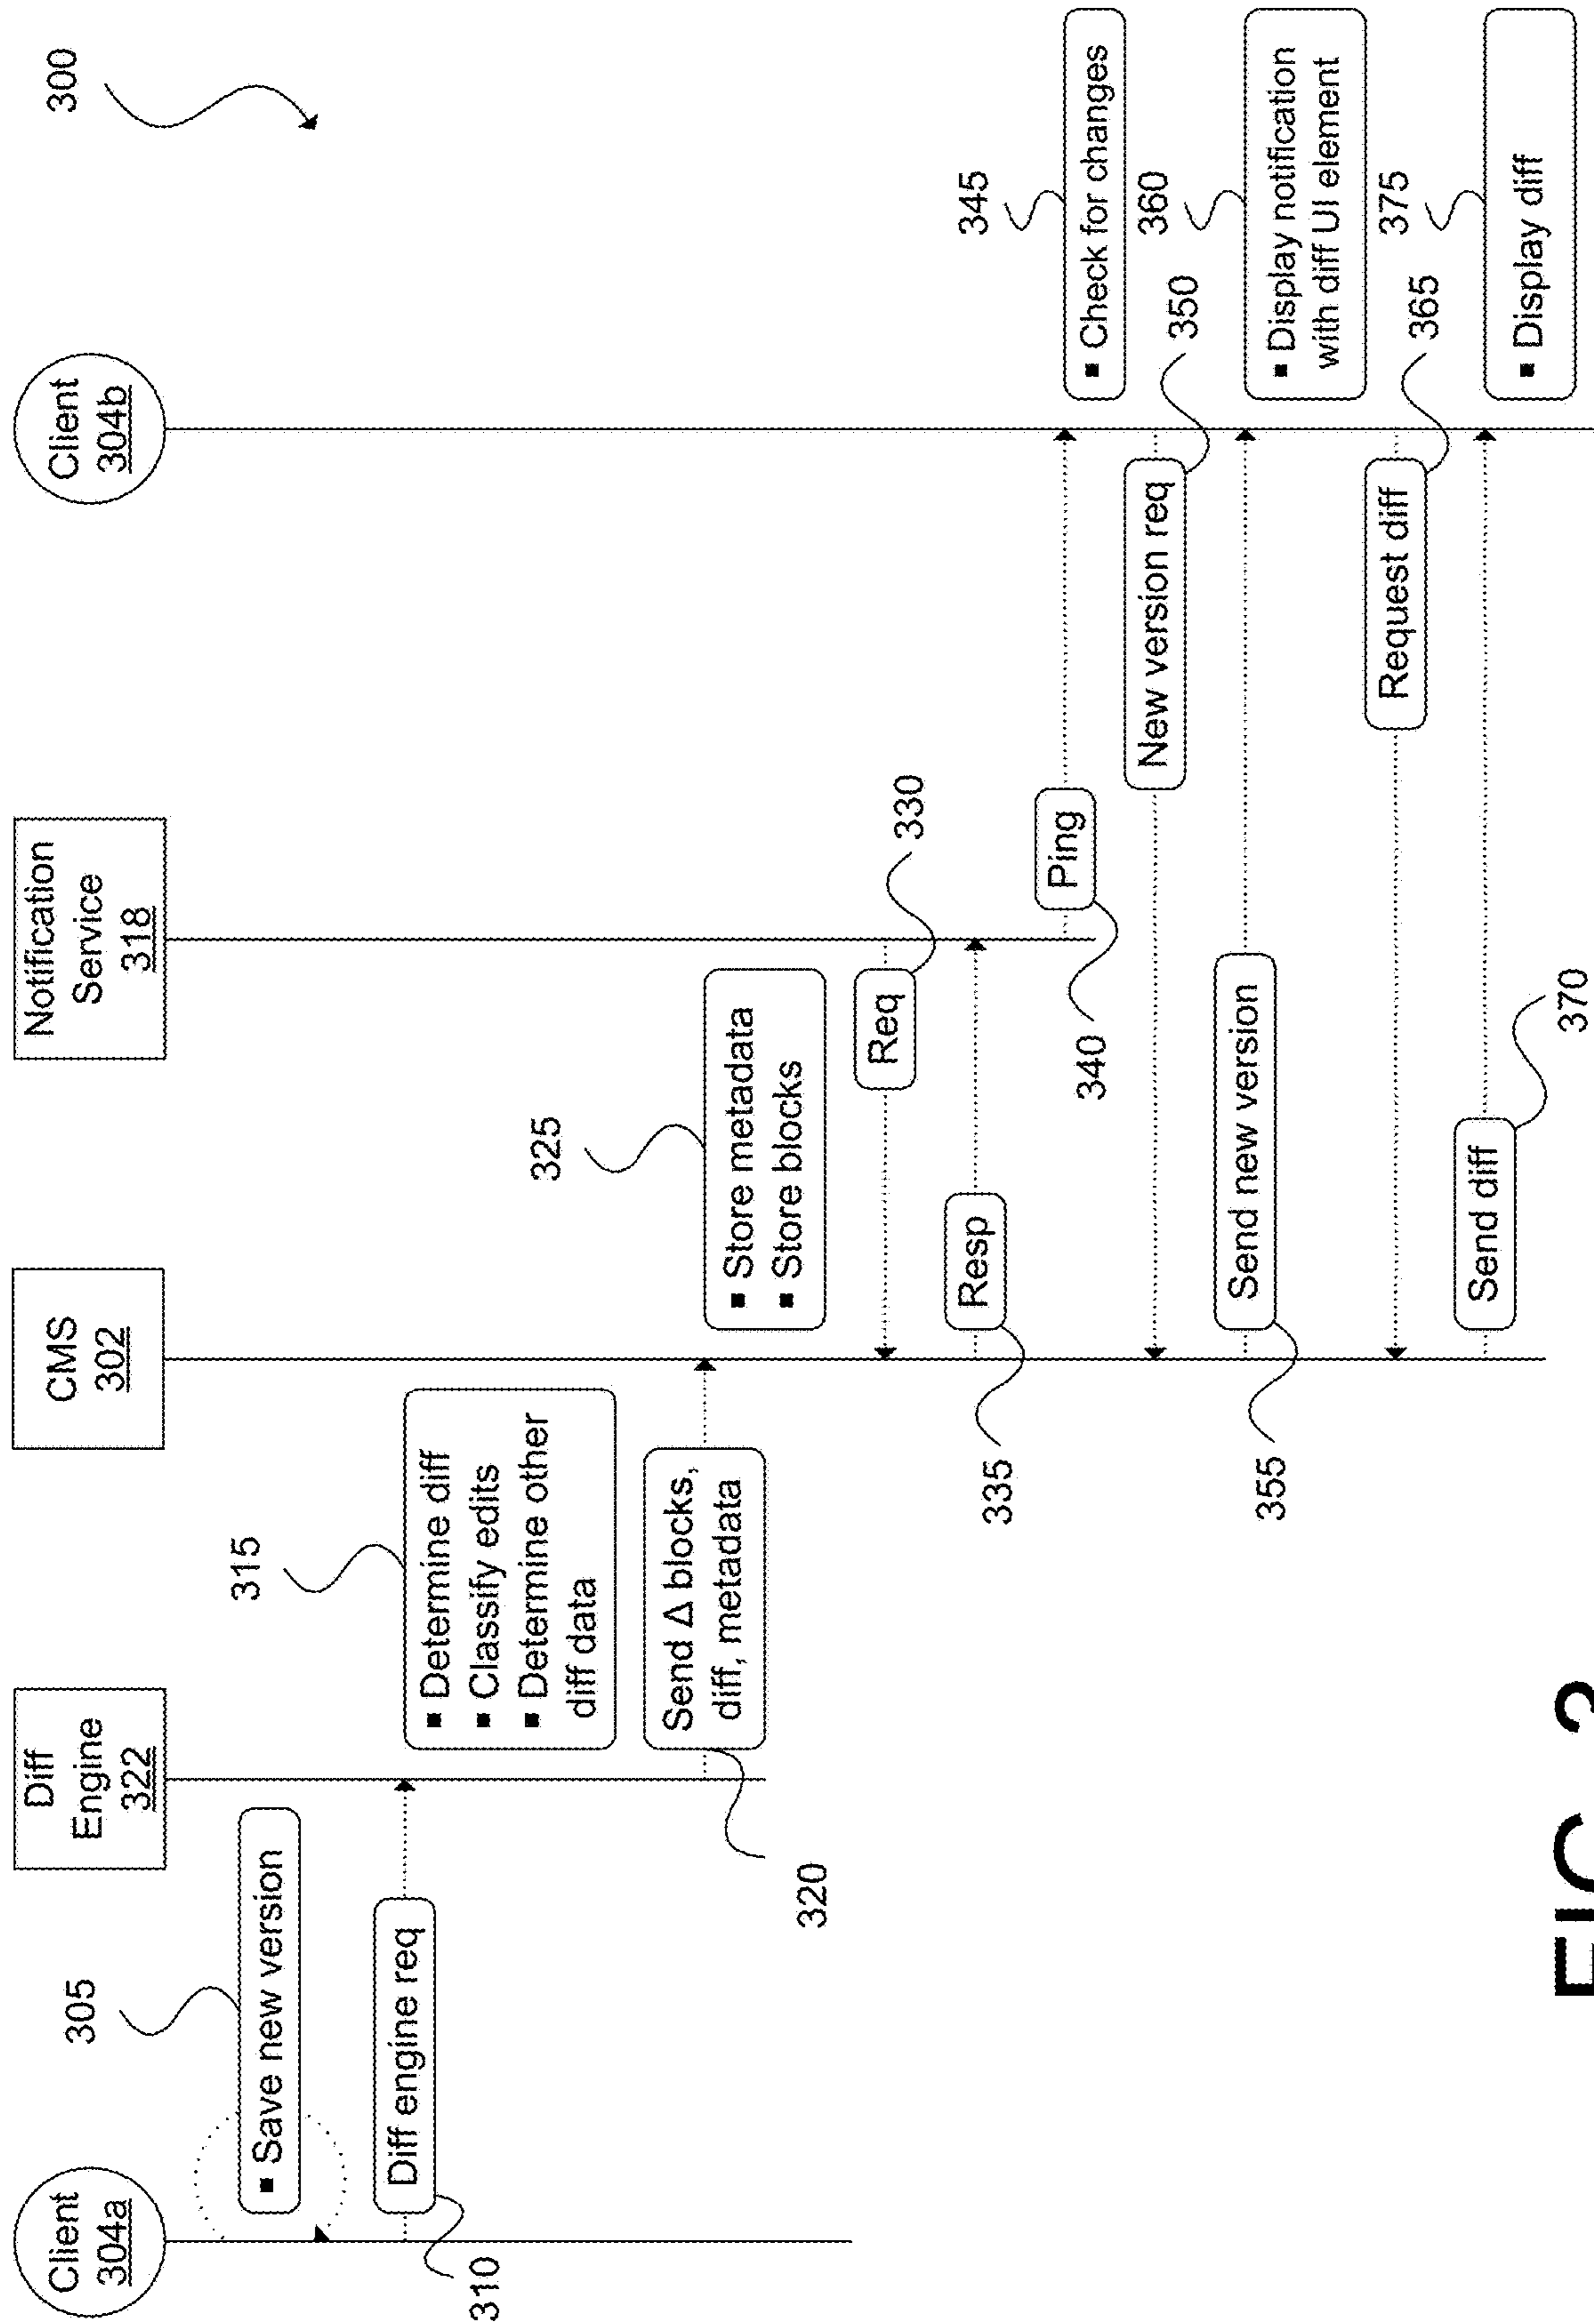 300
Client
304a
Diff
Engine
322
CMS
302
Notification
Service
318
Client
304b
305
▪ Save new version
Diff engine req
310
315
▪ Determine diff
▪ Classify edits
▪ Determine other
diff data
Send Δ blocks,
diff, metadata
320
325
▪ Store metadata
▪ Store blocks
Req
330
Resp
335
Ping
340
345
▪ Check for changes
New version req
350
Send new version
355
360
▪ Display notification
with diff UI element
Request diff
365
Send diff
370
375
▪ Display diff